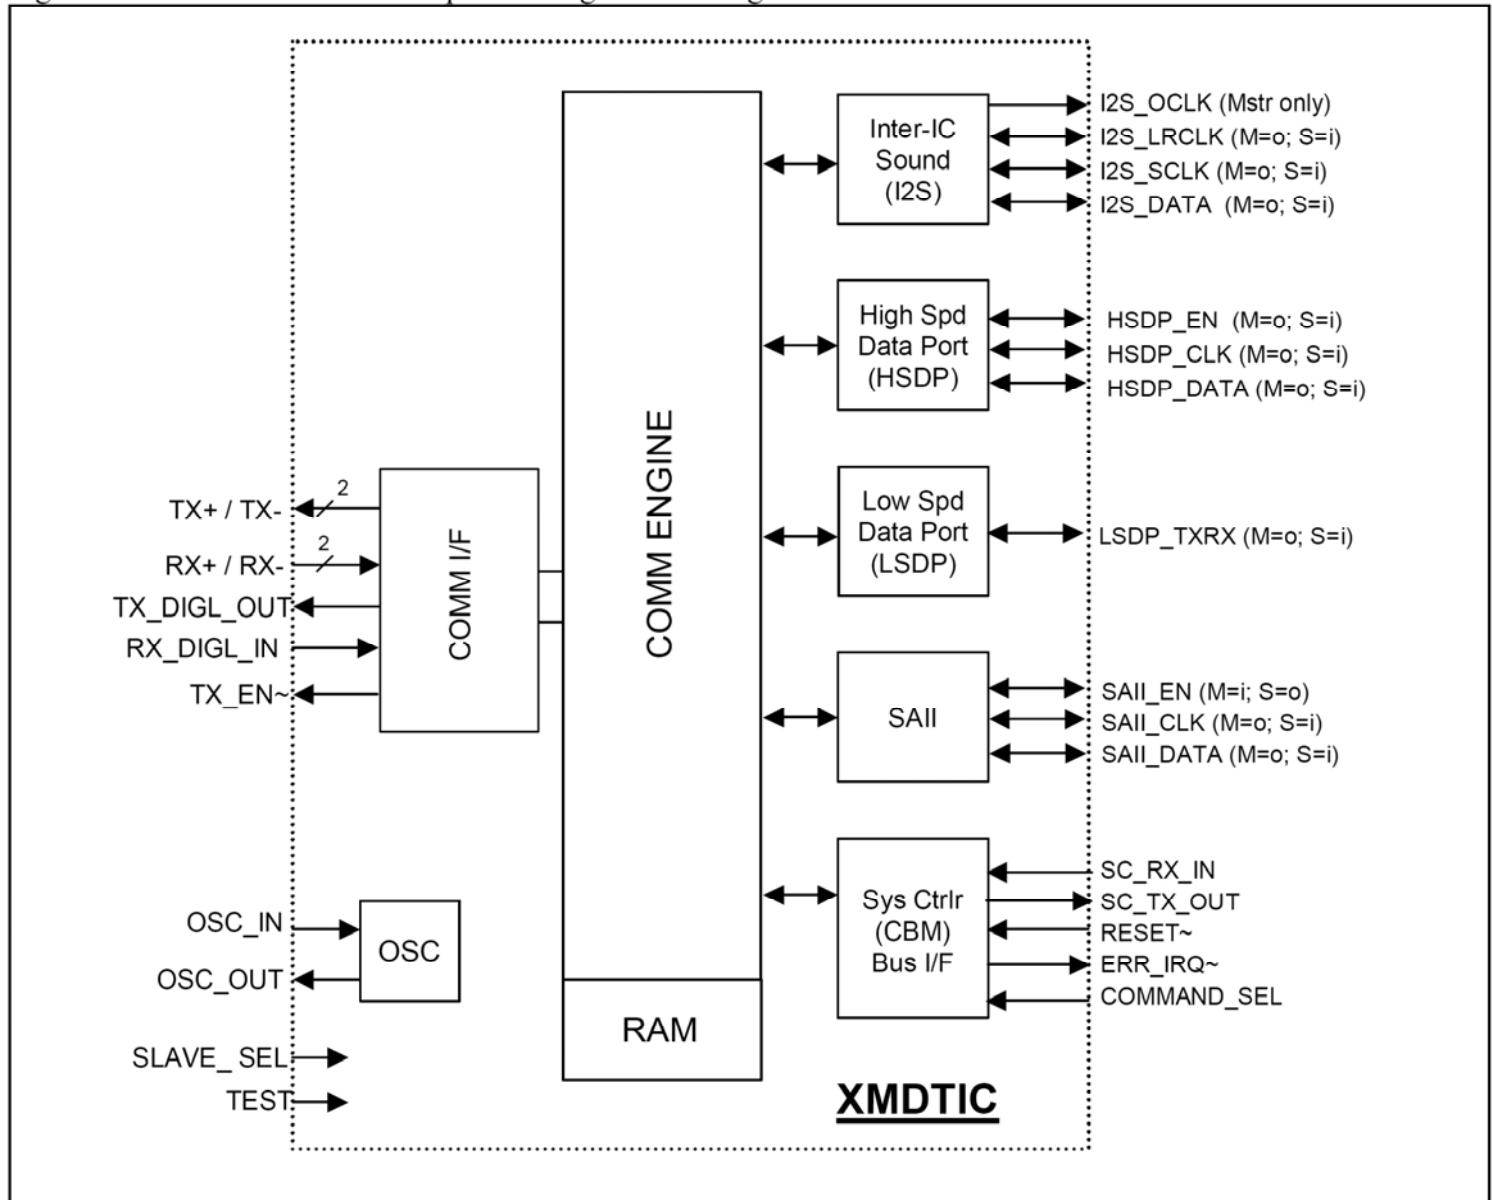 I2S_OCLK (Mstr only)
I2S_LRCLK (M=o; S=i)
I2S_SCLK (M=o; S=i)
I2S_DATA (M=o; S=i)
Inter-IC
Sound
(I2S)
High Spd
Data Port
(HSDP)
HSDP_EN (M=o; S=i)
HSDP_CLK (M=o; S=i)
HSDP_DATA (M=o; S=i)
COMM ENGINE
Low Spd
Data Port
(LSDP)
LSDP_TXRX (M=o; S=i)
TX+ / TX-
2
RX+ / RX-
2
TX_DIGL_OUT
RX_DIGL_IN
TX_EN~
COMM I/F
SAII
SAII_EN (M=i; S=o)
SAII_CLK (M=o; S=i)
SAII_DATA (M=o; S=i)
Sys Ctrlr
(CBM)
Bus I/F
SC_RX_IN
SC_TX_OUT
RESET~
ERR_IRQ~
COMMAND_SEL
OSC_IN
OSC_OUT
OSC
RAM
SLAVE_ SEL
TEST
XMDTIC